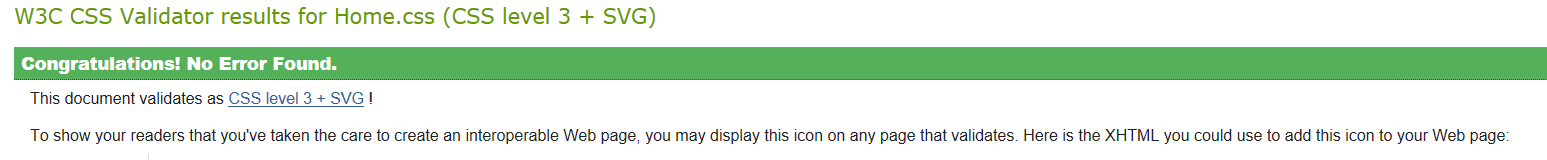 W3C CSS Validator results for Home.css (CSS level 3 + SVG)
Congratulations! No Error Found.
This document validates as CSS level 3 + SVG !
To show your readers that you've taken the care to create an interoperable Web page, you may display this icon on any page that validates. Here is the XHTML you could use to add this icon to your Web page: